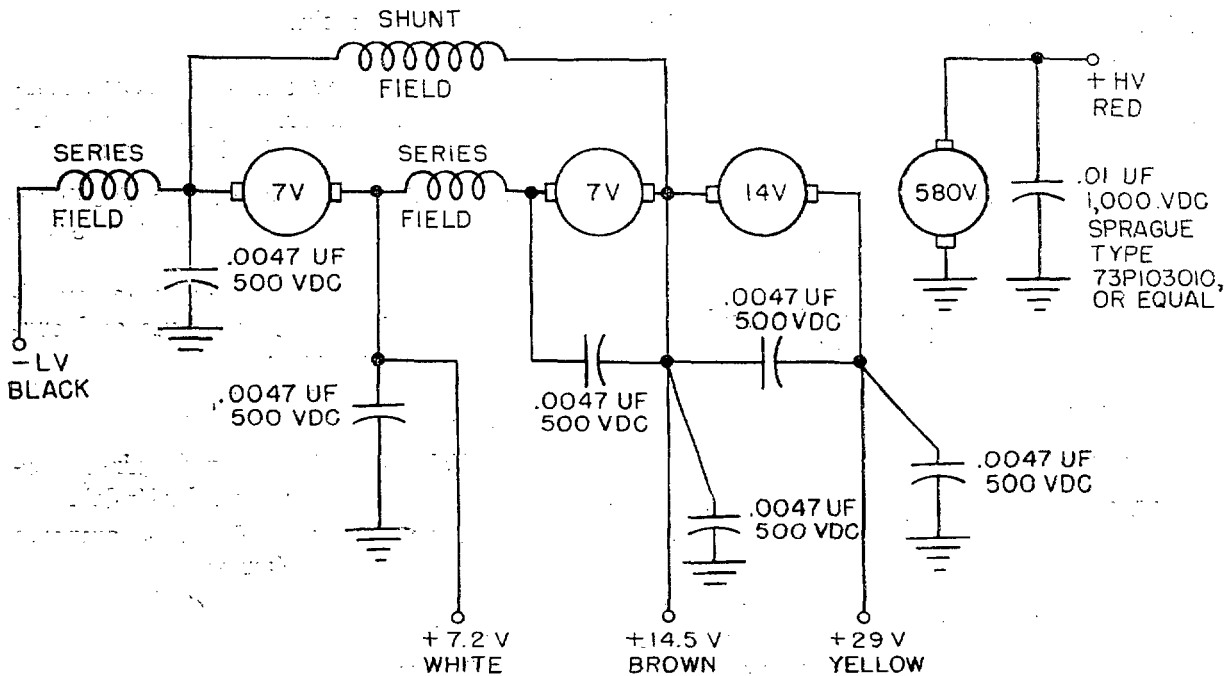 SHUNT
FIELD
SERIES
FIELD
7V
SERIES
FIELD
7V
14V
580V
+ HV
RED
.01 UF
1,000 VDC
SPRAGUE
TYPE
73P103010,
OR EQUAL
.0047 UF
500 VDC
- LV
BLACK
.0047 UF
500 VDC
.0047 UF
500 VDC
.0047 UF
500 VDC
.0047 UF
500 VDC
.0047 UF
500 VDC
+ 7.2 V
WHITE
+ 14.5 V
BROWN
+ 29 V
YELLOW